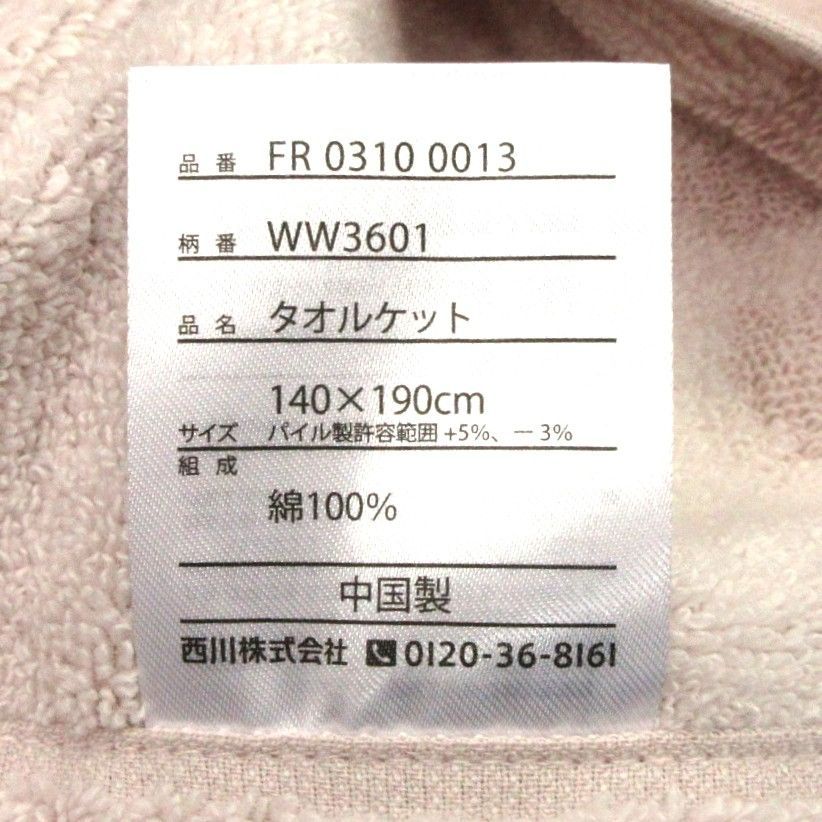 品番 FR 0310 0013
柄番 WW3601
品名 タオルケット
140×190cm
サイズ パイル製許容範囲 +5%、ー 3%
組成
綿100%
中国製
西川株式会社 0120-36-8161